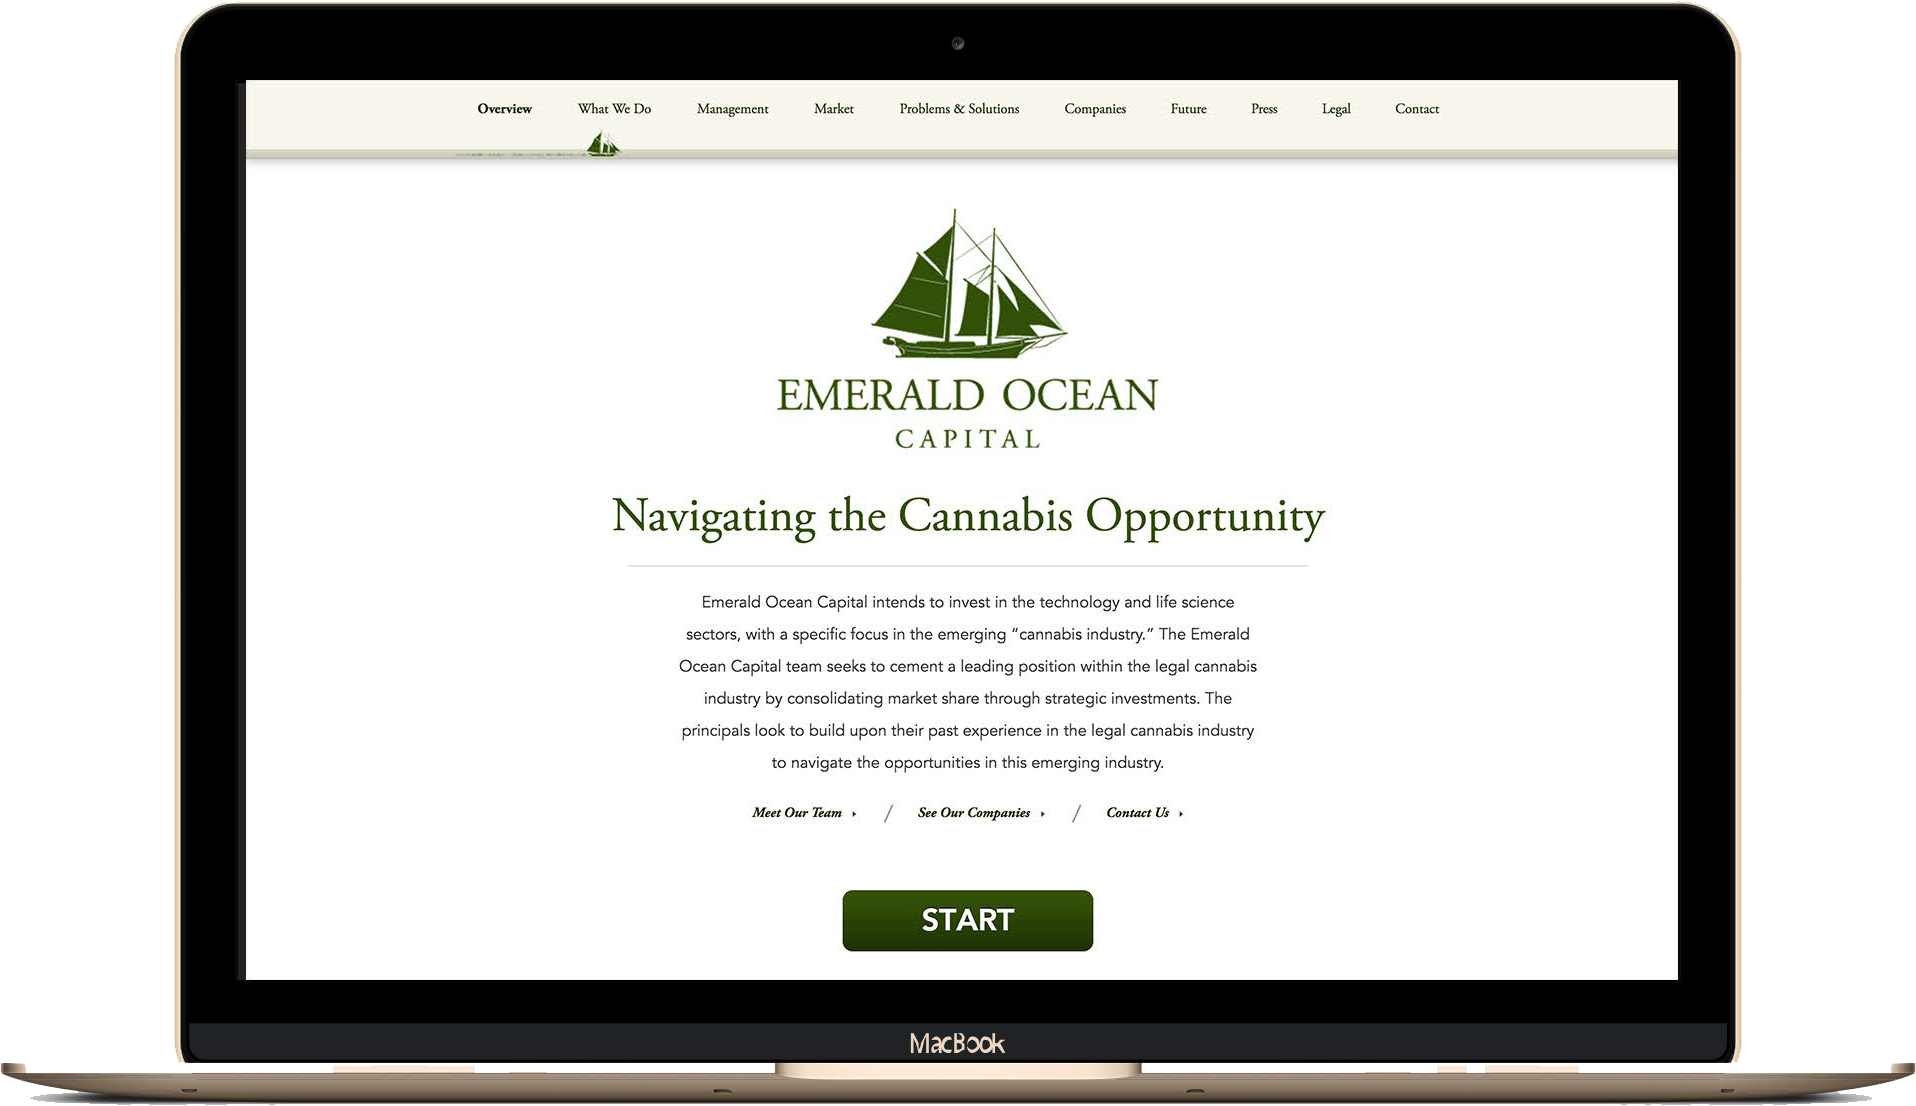 Overview What We Do Management Market Problems & Solutions Companies Future Press Legal Contact
EMERALD OCEAN
CAPITAL
Navigating the Cannabis Opportunity
Emerald Ocean Capital intends to invest in the technology and life science
sectors, with a specific focus in the emerging “cannabis industry.” The Emerald
Ocean Capital team seeks to cement a leading position within the legal cannabis
industry by consolidating market share through strategic investments. The
principals look to build upon their past experience in the legal cannabis industry
to navigate the opportunities in this emerging industry.
Meet Our Team / See Our Companies / Contact Us
START
MacBook